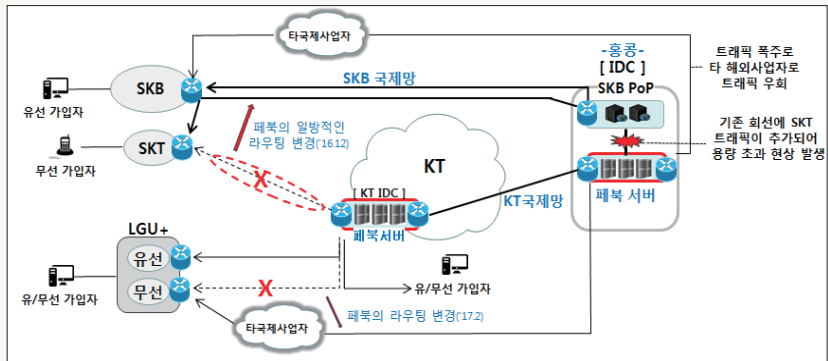 타국제사업자
-홍콩-
[ IDC ]
SKB PoP
트래픽 폭주로
타 해외사업자로
트래픽 우회
SKB 국제망
SKB
유선 가입자
페북의 일방적인
라우팅 변경('16.12)
기존 회선에 SKT
트래픽이 추가되어
용량 초과 현상 발생
SKT
무선 가입자
X
KT
[ KT IDC ]
KT국제망
페북 서버
페북서버
LGU+
유선
무선
유/무선 가입자
X
유/무선 가입자
페북의 라우팅 변경('17.2)
타국제사업자